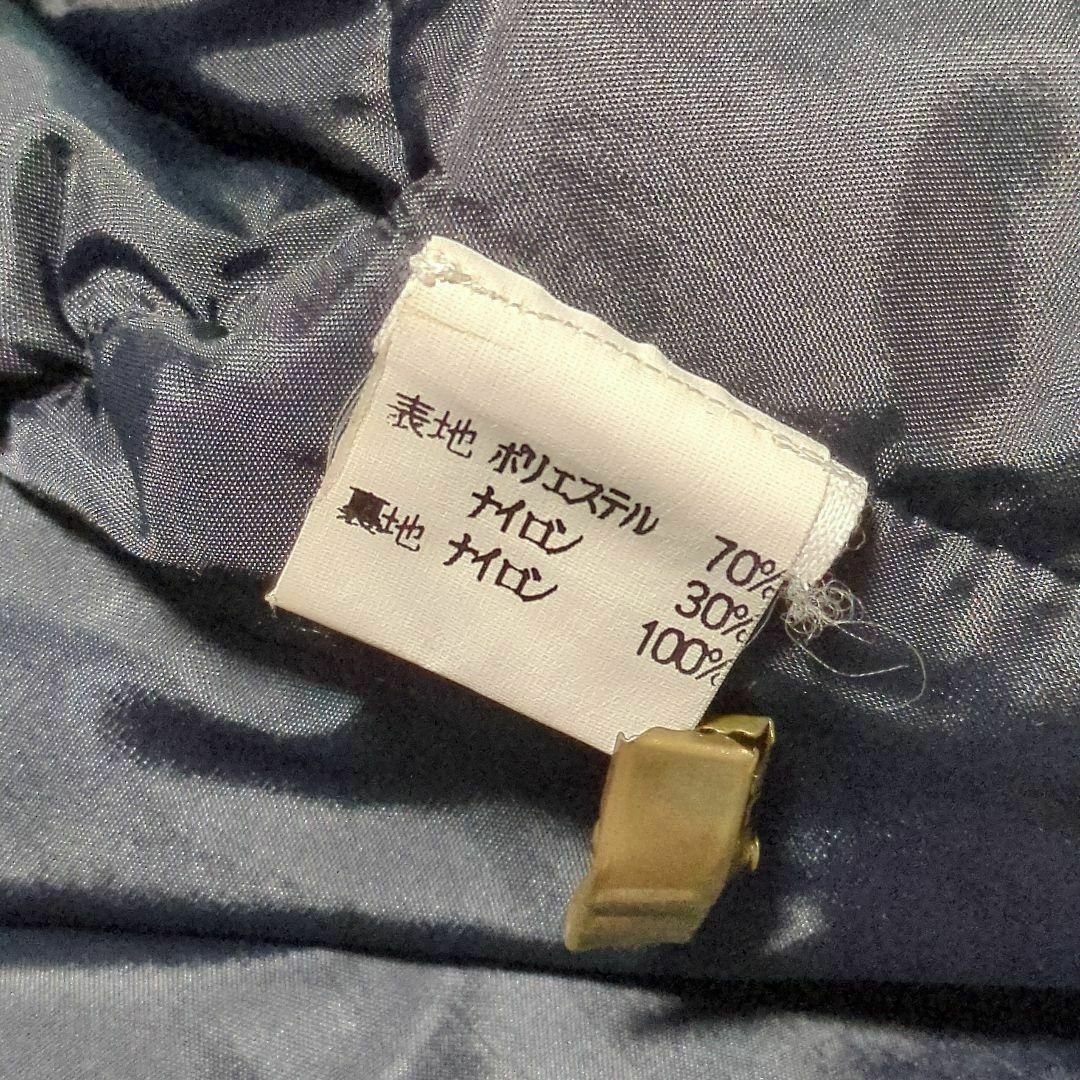 表地 ポリエステル 70%
ナイロン 30%
裏地 ナイロン 100%